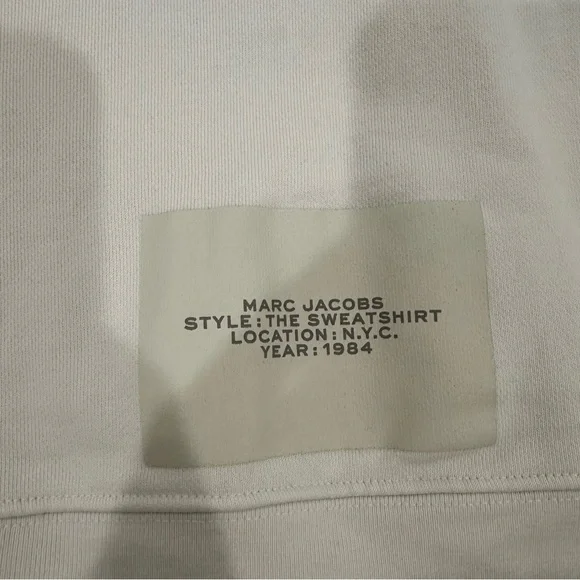 MARC JACOBS
STYLE: THE SWEATSHIRT
LOCATION: N.Y.C.
YEAR: 1984